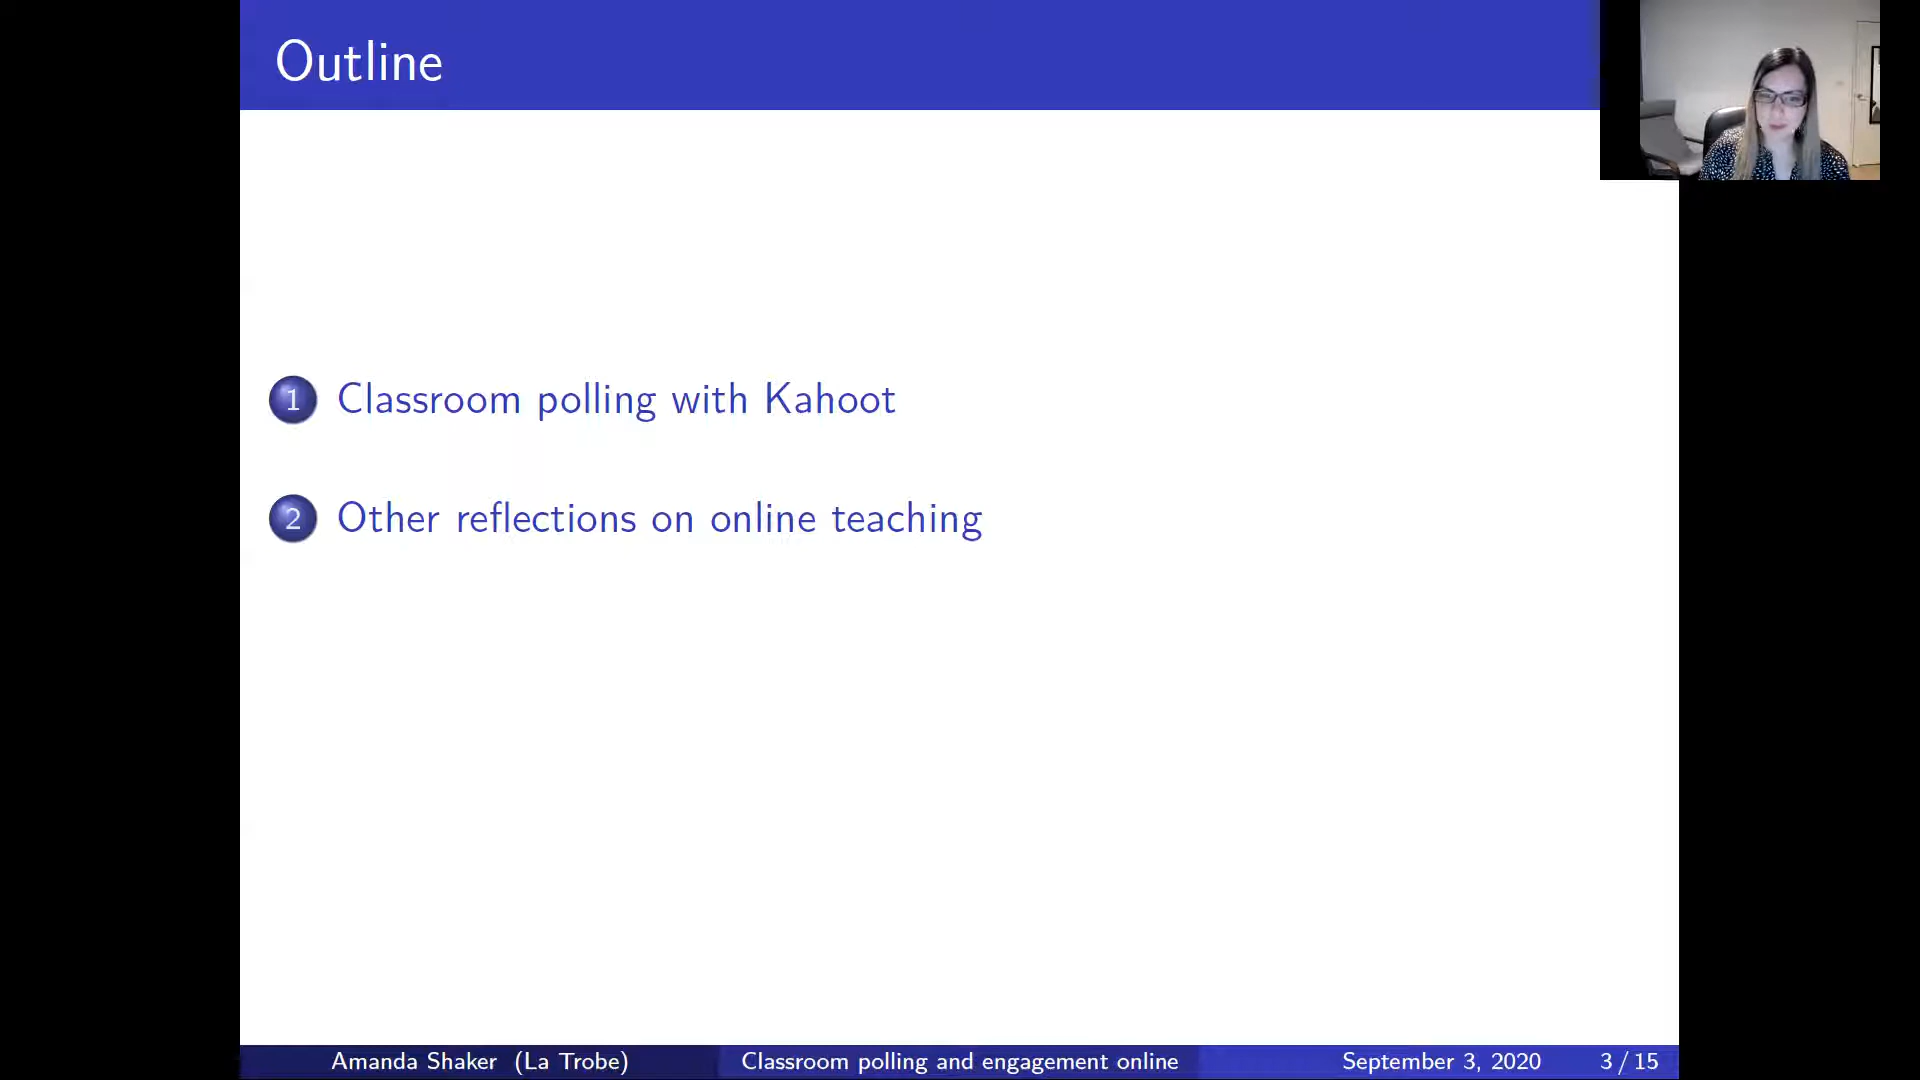 Outline
1 Classroom polling with Kahoot
2 Other reflections on online teaching
Amanda Shaker (La Trobe) Classroom polling and engagement online September 3, 2020 3 / 15